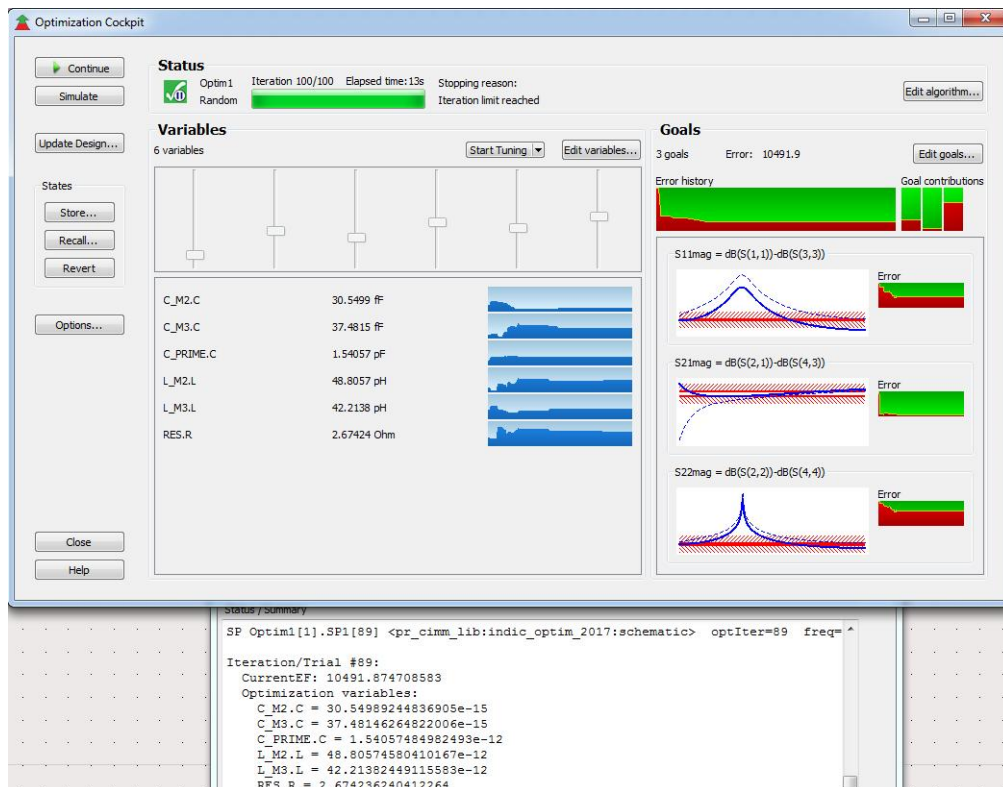 Optimization Cockpit
Continue
Simulate
Update Design...
States
Store...
Recall...
Revert
Options...
Close
Help
Status
Optim1
Random
Iteration 100/100 Elapsed time:13s
Stopping reason:
Iteration limit reached
Edit algorithm...
Variables
6 variables
Start Tuning
Edit variables...
C_M2.C 30.5499 fF
C_M3.C 37.4815 fF
C_PRIME.C 1.54057 pF
L_M2.L 48.8057 pH
L_M3.L 42.2138 pH
RES.R 2.67424 Ohm
Goals
3 goals Error: 10491.9
Edit goals...
Error history Goal contributions
S11mag = dB(S(1,1))-dB(S(3,3))
Error
S21mag = dB(S(2,1))-dB(S(4,3))
Error
S22mag = dB(S(2,2))-dB(S(4,4))
Error
Status / Summary
SP Optim1[1].SP1[89] <pr_cimm_lib:indic_optim_2017:schematic> optIter=89 freq=
Iteration/Trial #89:
CurrentEF: 10491.874708583
Optimization variables:
C_M2.C = 30.54989244836905e-15
C_M3.C = 37.48146264822006e-15
C_PRIME.C = 1.54057484982493e-12
L_M2.L = 48.80574580410167e-12
L_M3.L = 42.21382449115583e-12
RES.R = 2.674236240412264